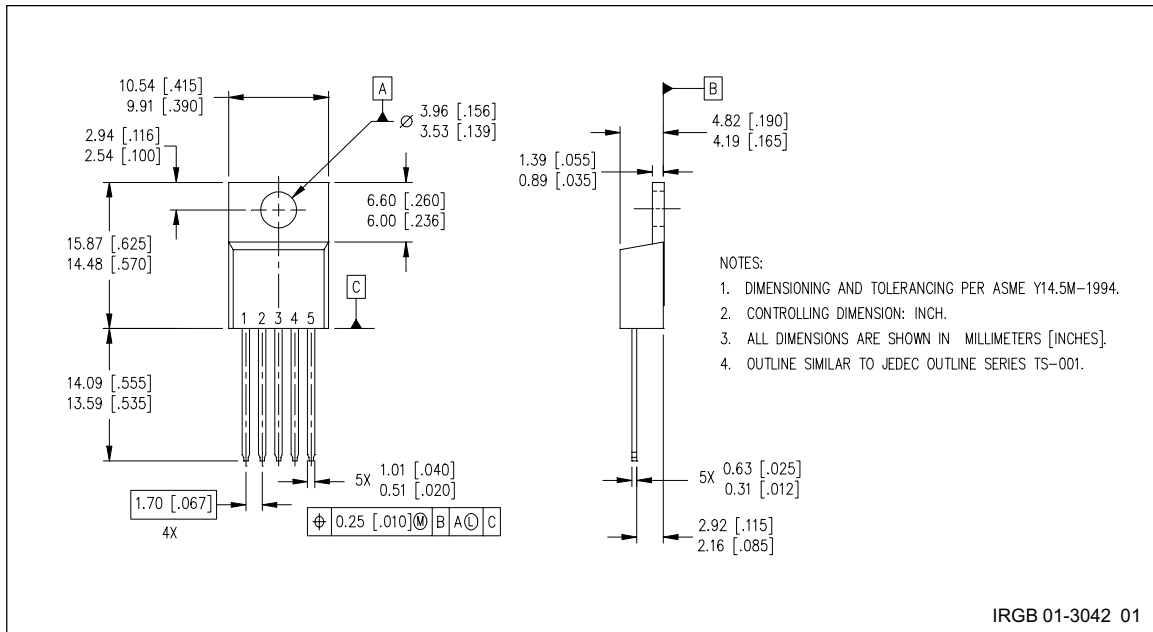 10.54 [.415]
9.91 [.390]
A
⌀ 3.96 [.156]
3.53 [.139]
2.94 [.116]
2.54 [.100]
6.60 [.260]
6.00 [.236]
15.87 [.625]
14.48 [.570]
C
1 2 3 4 5
14.09 [.555]
13.59 [.535]
5X 1.01 [.040]
0.51 [.020]
1.70 [.067]
4X
⌖ 0.25 [.010]Ⓜ B AⓁ C
B
4.82 [.190]
4.19 [.165]
1.39 [.055]
0.89 [.035]
5X 0.63 [.025]
0.31 [.012]
2.92 [.115]
2.16 [.085]
NOTES:
1. DIMENSIONING AND TOLERANCING PER ASME Y14.5M-1994.
2. CONTROLLING DIMENSION: INCH.
3. ALL DIMENSIONS ARE SHOWN IN MILLIMETERS [INCHES].
4. OUTLINE SIMILAR TO JEDEC OUTLINE SERIES TS-001.
IRGB 01-3042 01